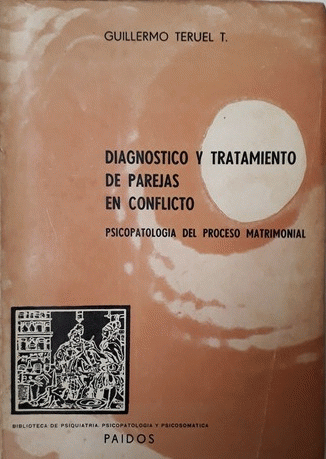 GUILLERMO TERUEL T.
DIAGNOSTICO Y TRATAMIENTO
DE PAREJAS
EN CONFLICTO
PSICOPATOLOGIA DEL PROCESO MATRIMONIAL
BIBLIOTECA DE PSIQUIATRIA, PSICOPATOLOGIA Y PSICOSOMATICA
PAIDOS